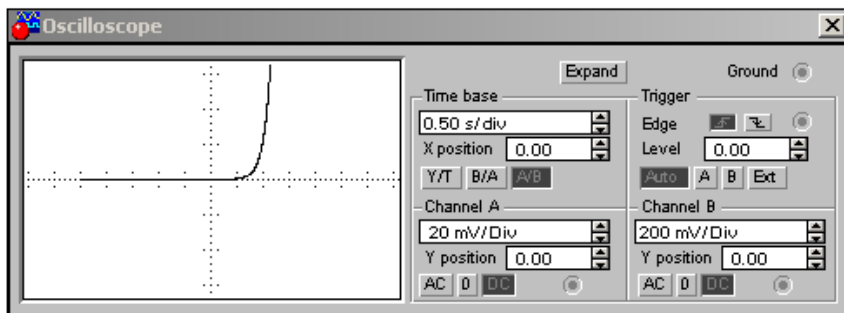 Oscilloscope
Expand
Ground
Time base
0.50 s/div
X position 0.00
Y/T B/A A/B
Trigger
Edge
Level 0.00
Auto A B Ext
Channel A
20 mV/Div
Y position 0.00
AC 0 DC
Channel B
200 mV/Div
Y position 0.00
AC 0 DC